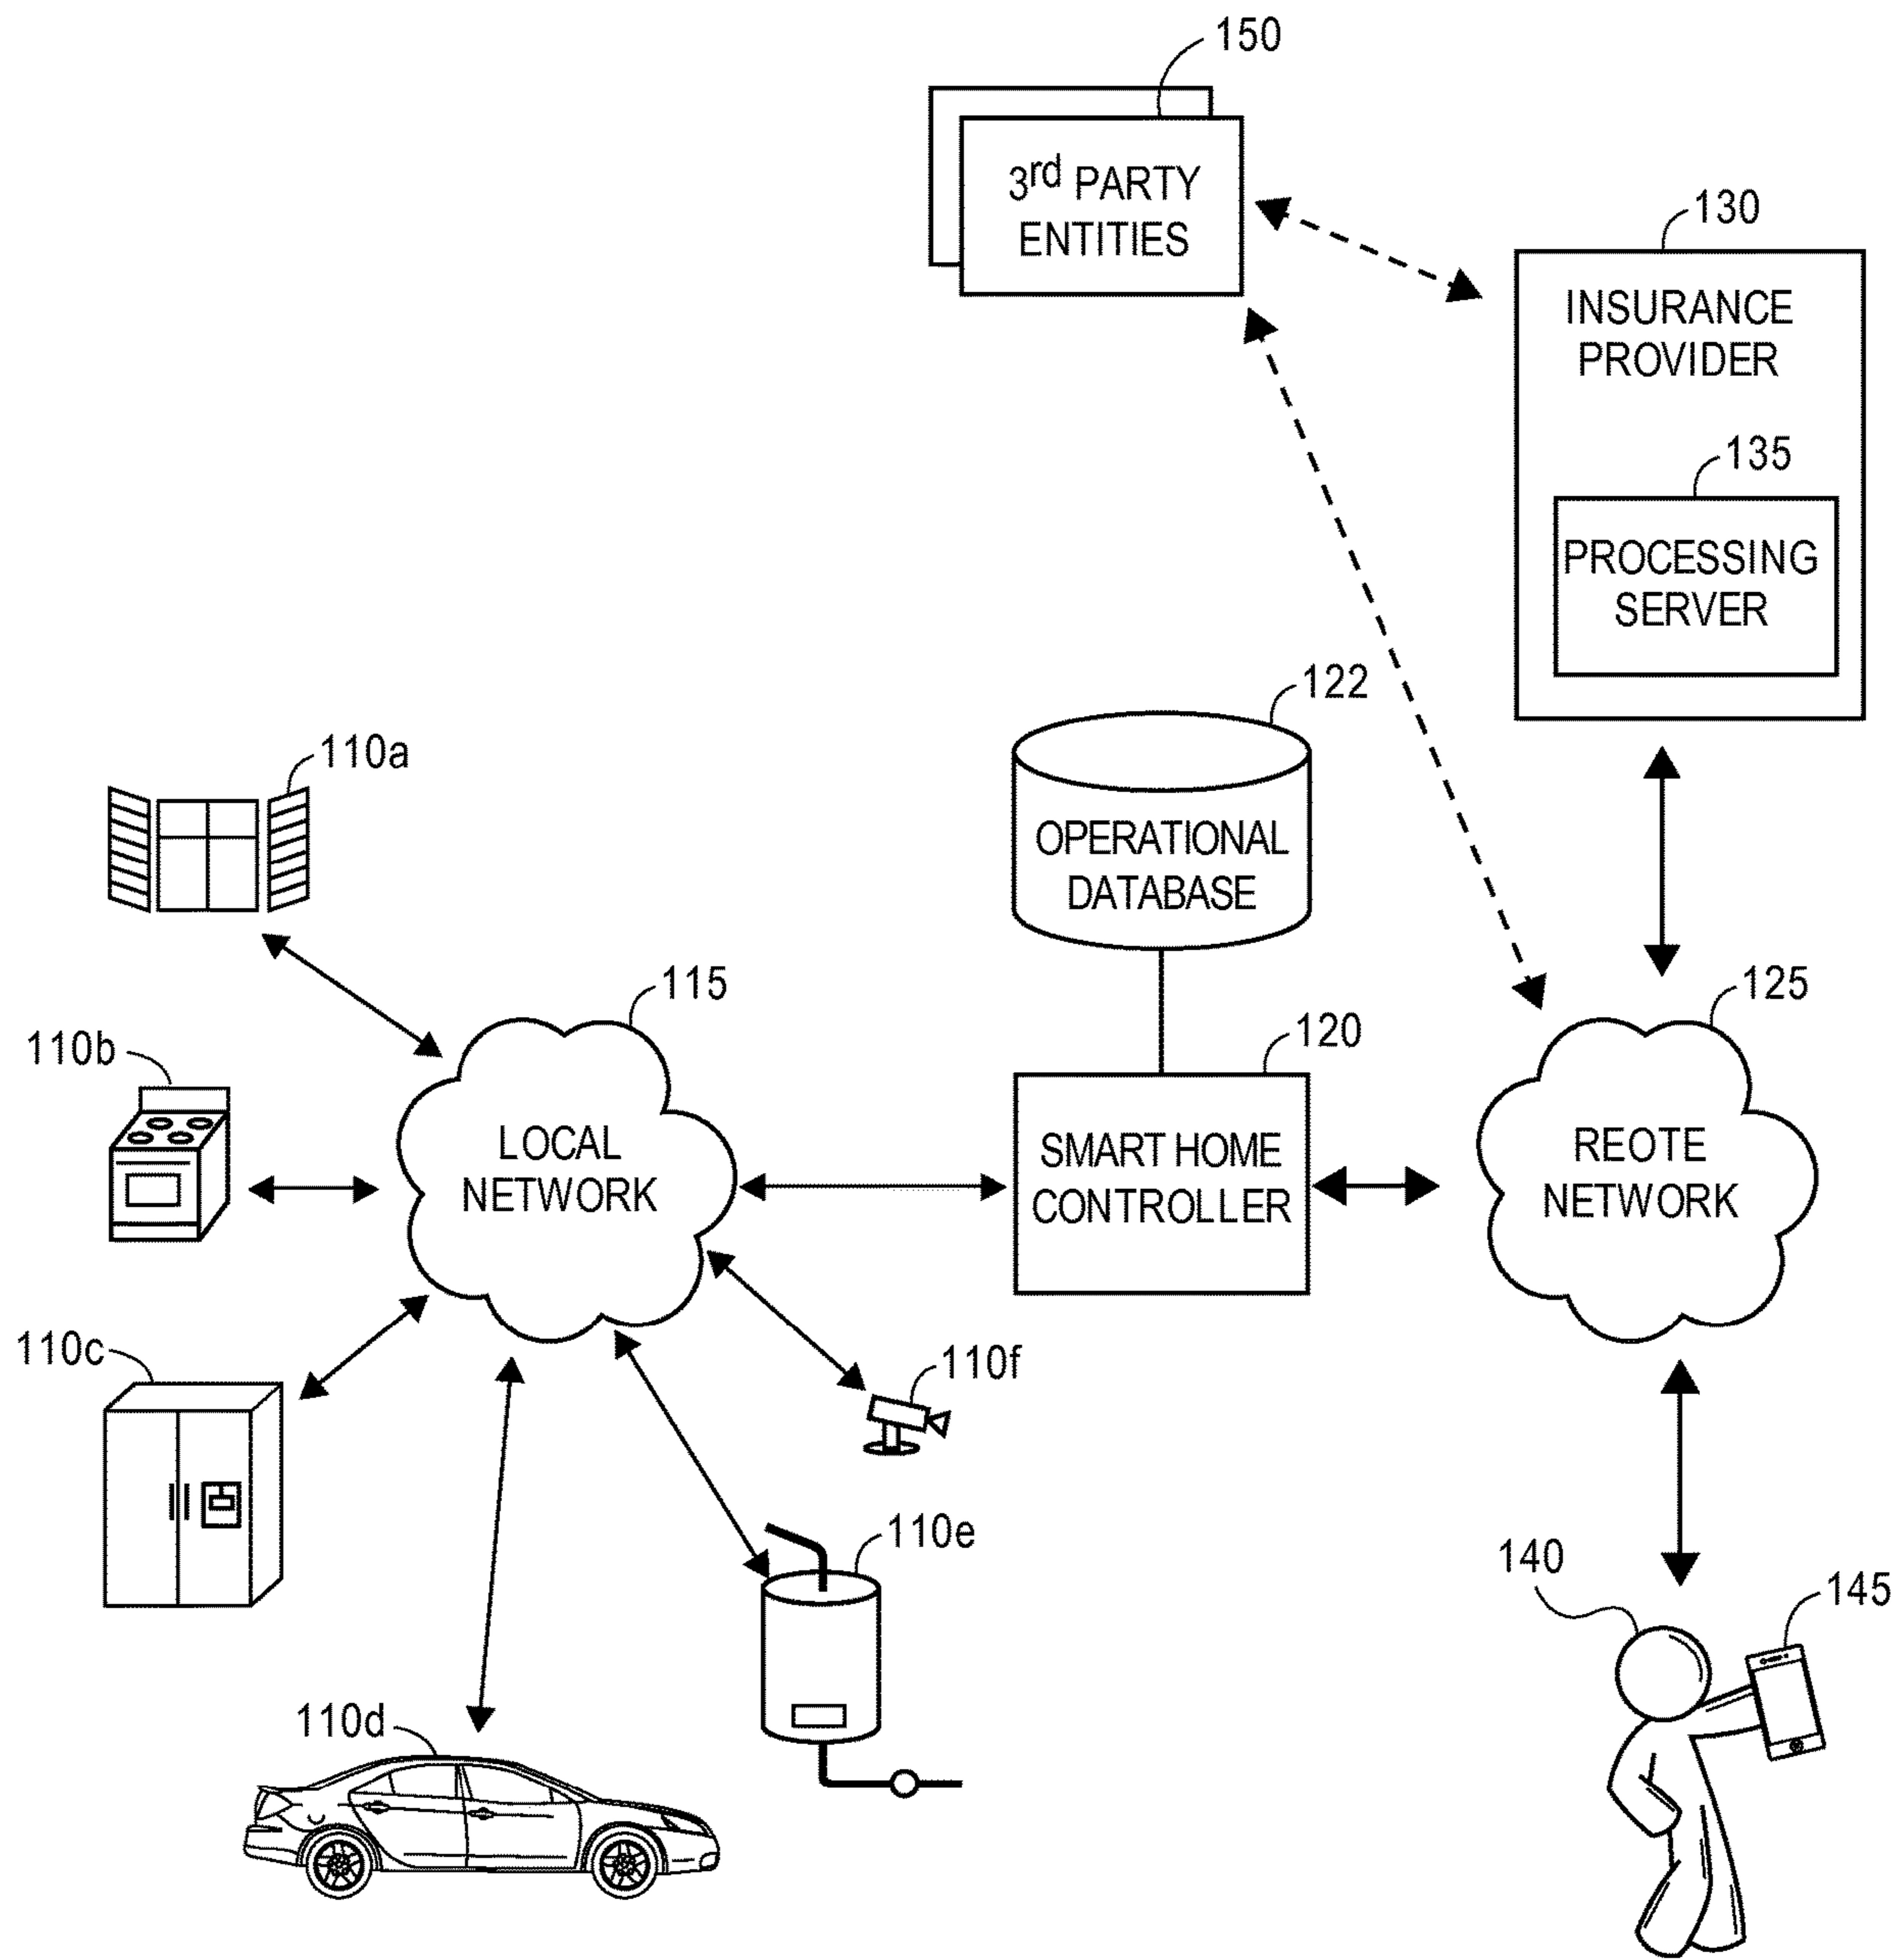 150
3rd PARTY
ENTITIES
130
INSURANCE
PROVIDER
135
PROCESSING
SERVER
122
OPERATIONAL
DATABASE
110a
115
125
110b
120
LOCAL
NETWORK
SMART HOME
CONTROLLER
REOTE
NETWORK
110c
110f
110e
140
145
110d